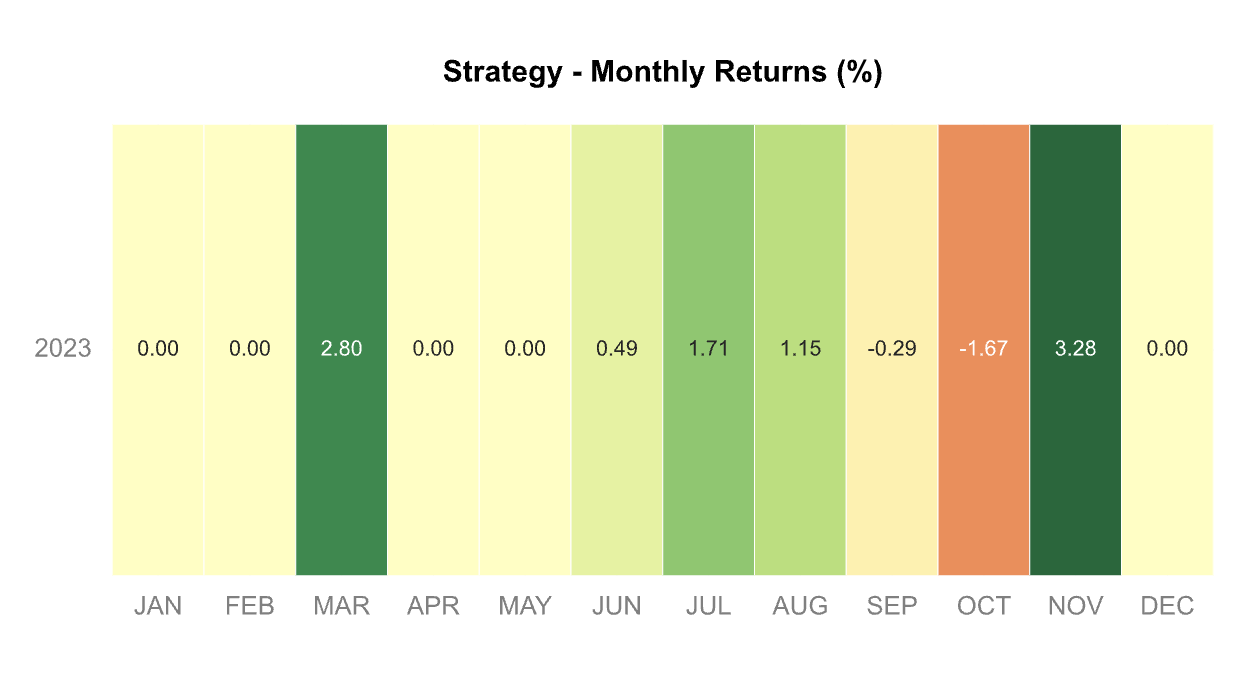 Strategy - Monthly Returns (%)
2023 0.00 0.00 2.80 0.00 0.00 0.49 1.71 1.15 -0.29 -1.67 3.28 0.00
JAN FEB MAR APR MAY JUN JUL AUG SEP OCT NOV DEC